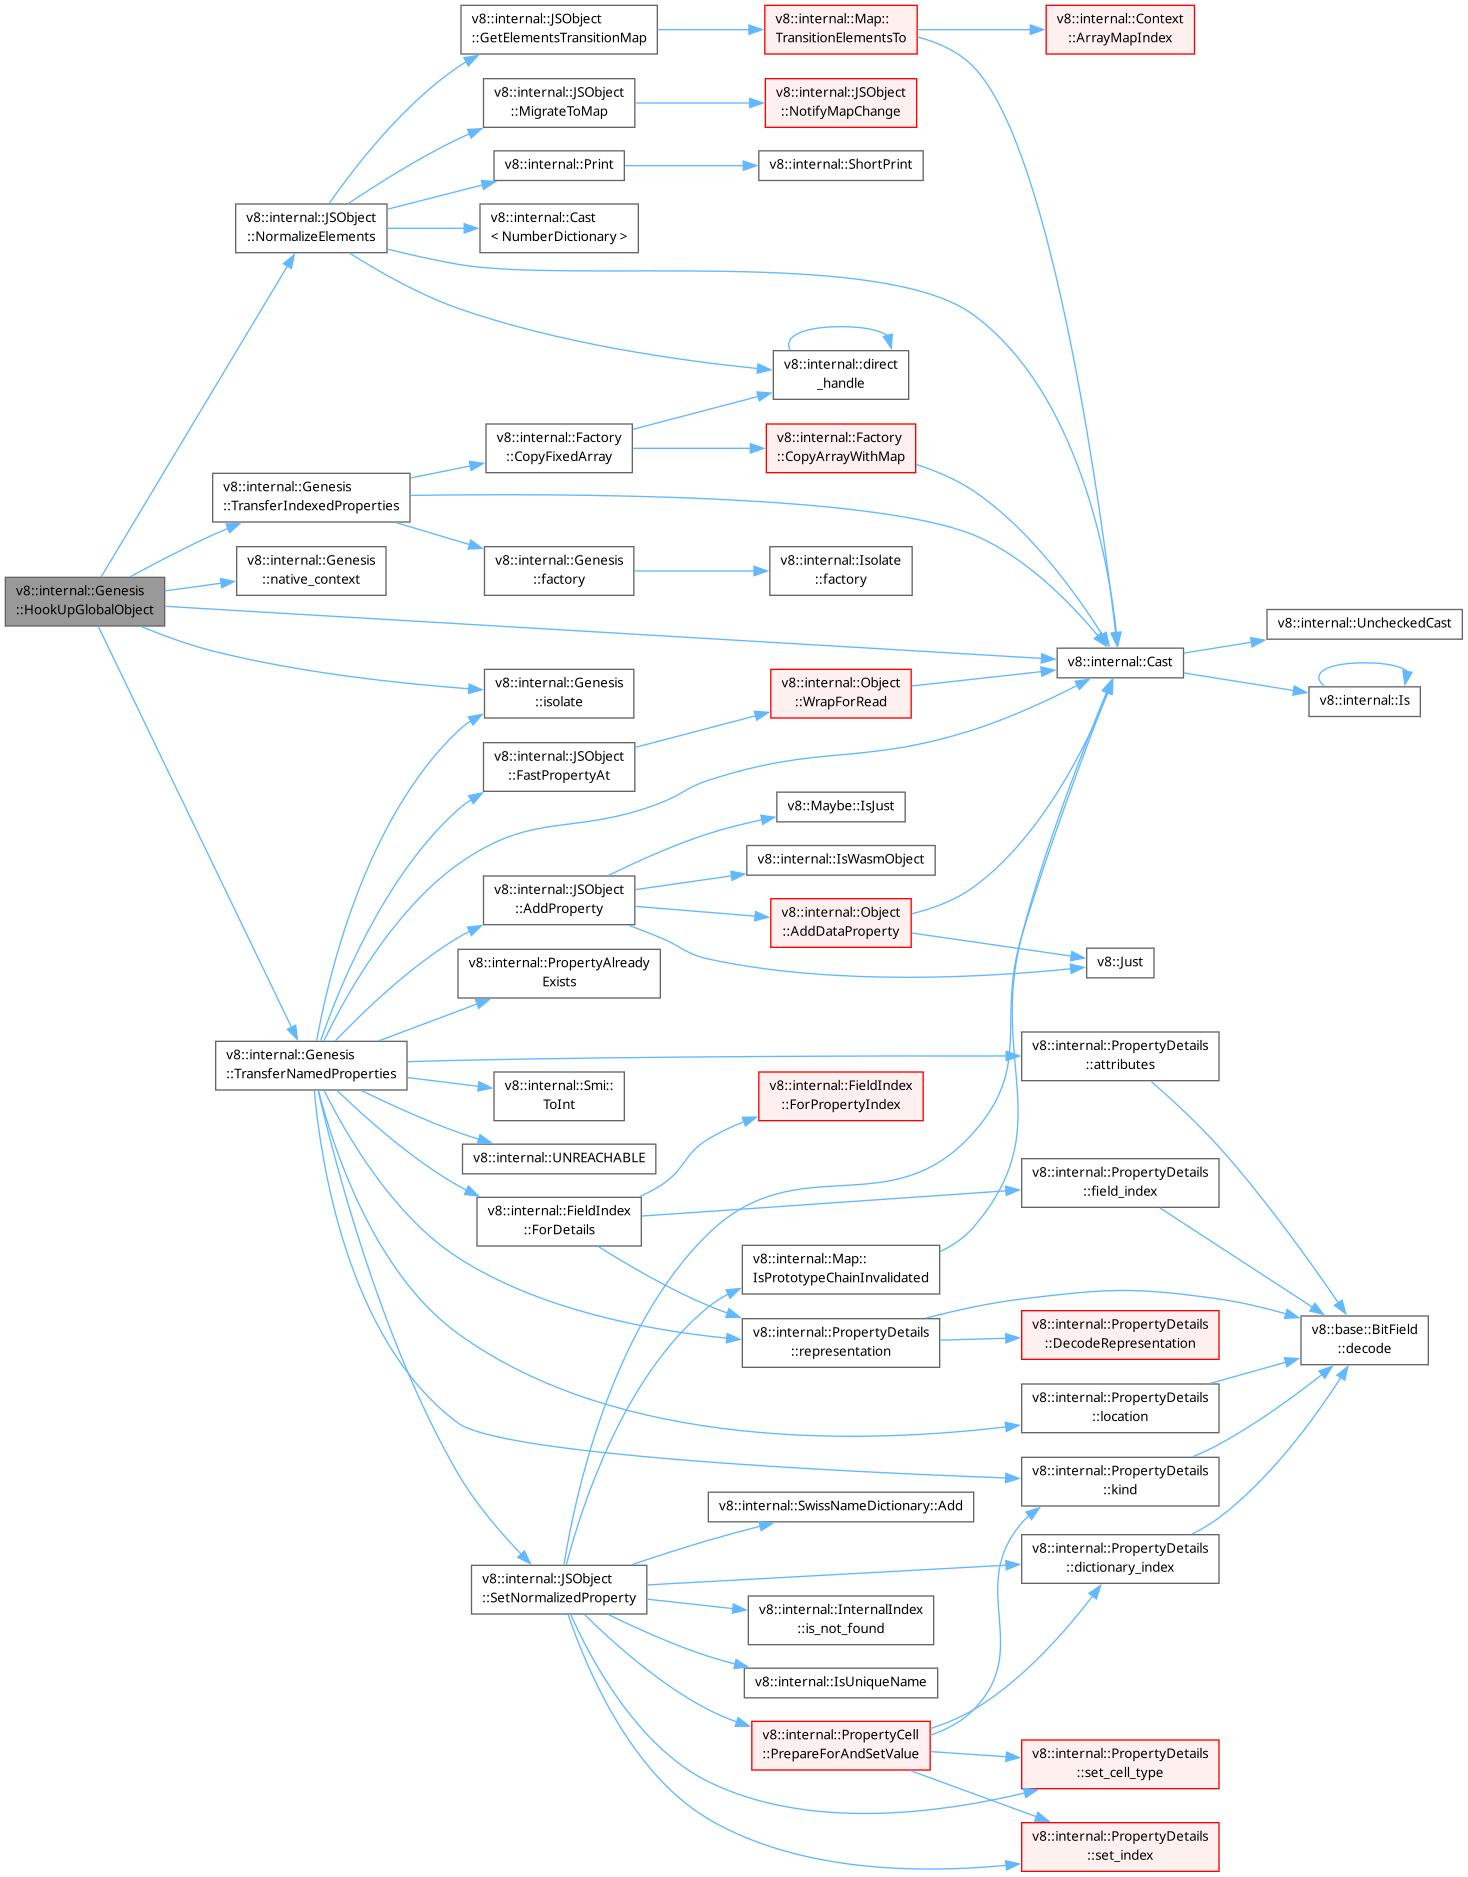 v8::internal::JSObject
::GetElementsTransitionMap
v8::internal::Map::
TransitionElementsTo
v8::internal::Context
::ArrayMapIndex
v8::internal::JSObject
::MigrateToMap
v8::internal::JSObject
::NotifyMapChange
v8::internal::Print
v8::internal::ShortPrint
v8::internal::JSObject
::NormalizeElements
v8::internal::Cast
< NumberDictionary >
v8::internal::direct
_handle
v8::internal::Factory
::CopyFixedArray
v8::internal::Factory
::CopyArrayWithMap
v8::internal::Genesis
::TransferIndexedProperties
v8::internal::Genesis
::native_context
v8::internal::Genesis
::factory
v8::internal::Isolate
::factory
v8::internal::Genesis
::HookUpGlobalObject
v8::internal::UncheckedCast
v8::internal::Cast
v8::internal::Is
v8::internal::Genesis
::isolate
v8::internal::Object
::WrapForRead
v8::internal::JSObject
::FastPropertyAt
v8::Maybe::IsJust
v8::internal::IsWasmObject
v8::internal::JSObject
::AddProperty
v8::internal::Object
::AddDataProperty
v8::Just
v8::internal::PropertyAlready
Exists
v8::internal::Genesis
::TransferNamedProperties
v8::internal::PropertyDetails
::attributes
v8::internal::Smi::
ToInt
v8::internal::FieldIndex
::ForPropertyIndex
v8::internal::UNREACHABLE
v8::internal::FieldIndex
::ForDetails
v8::internal::PropertyDetails
::field_index
v8::internal::Map::
IsPrototypeChainInvalidated
v8::internal::PropertyDetails
::representation
v8::internal::PropertyDetails
::DecodeRepresentation
v8::base::BitField
::decode
v8::internal::PropertyDetails
::location
v8::internal::PropertyDetails
::kind
v8::internal::SwissNameDictionary::Add
v8::internal::PropertyDetails
::dictionary_index
v8::internal::JSObject
::SetNormalizedProperty
v8::internal::InternalIndex
::is_not_found
v8::internal::IsUniqueName
v8::internal::PropertyCell
::PrepareForAndSetValue
v8::internal::PropertyDetails
::set_cell_type
v8::internal::PropertyDetails
::set_index